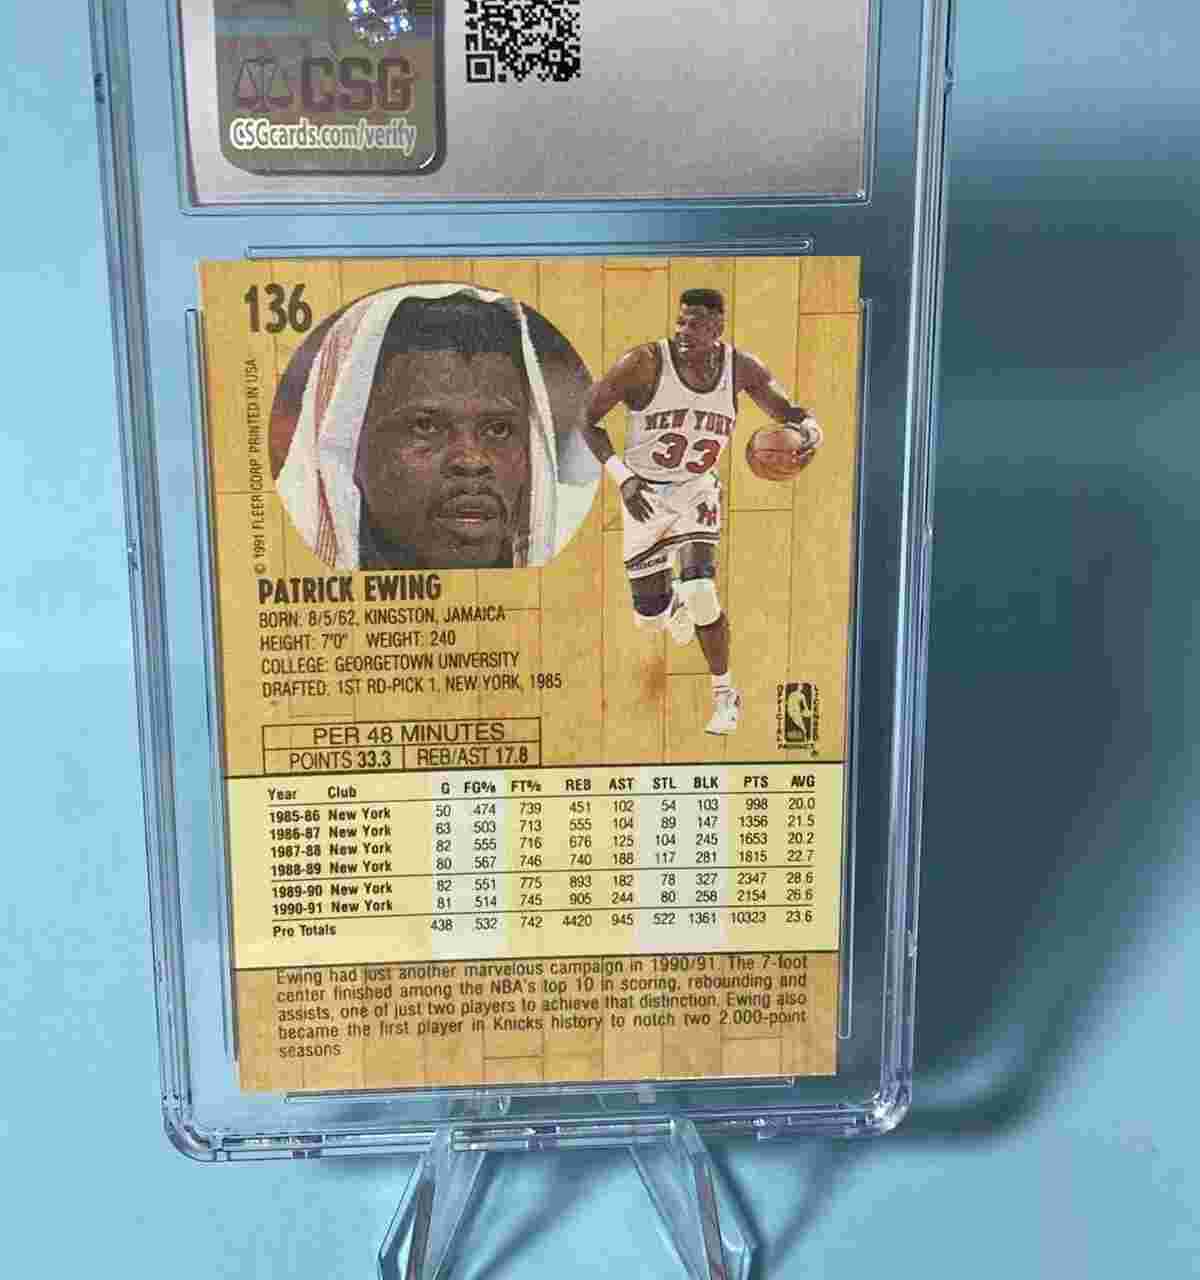 CSG
CSGcards.com/verify
136
© 1991 FLEER CORP. PRINTED IN USA
NEW YORK
33
PATRICK EWING
BORN: 8/5/62, KINGSTON, JAMAICA
HEIGHT: 7'0" WEIGHT: 240
COLLEGE: GEORGETOWN UNIVERSITY
DRAFTED: 1ST RD-PICK 1, NEW YORK, 1985
OFFICIAL LICENSED
PRODUCT
PER 48 MINUTES
POINTS 33.3 REB/AST 17.8
Year Club G FG% FT% REB AST STL BLK PTS AVG
1985-86 New York 50 474 739 451 102 54 103 998 20.0
1986-87 New York 63 503 713 555 104 89 147 1356 21.5
1987-88 New York 82 555 716 676 125 104 245 1653 20.2
1988-89 New York 80 567 746 740 188 117 281 1815 22.7
1989-90 New York 82 551 775 893 182 78 327 2347 28.6
1990-91 New York 81 514 745 905 244 80 258 2154 26.6
Pro Totals 438 532 742 4420 945 522 1361 10323 23.6
Ewing had just another marvelous campaign in 1990/91. The 7-foot
center finished among the NBA's top 10 in scoring, rebounding and
assists, one of just two players to achieve that distinction. Ewing also
became the first player in Knicks history to notch two 2,000-point
seasons